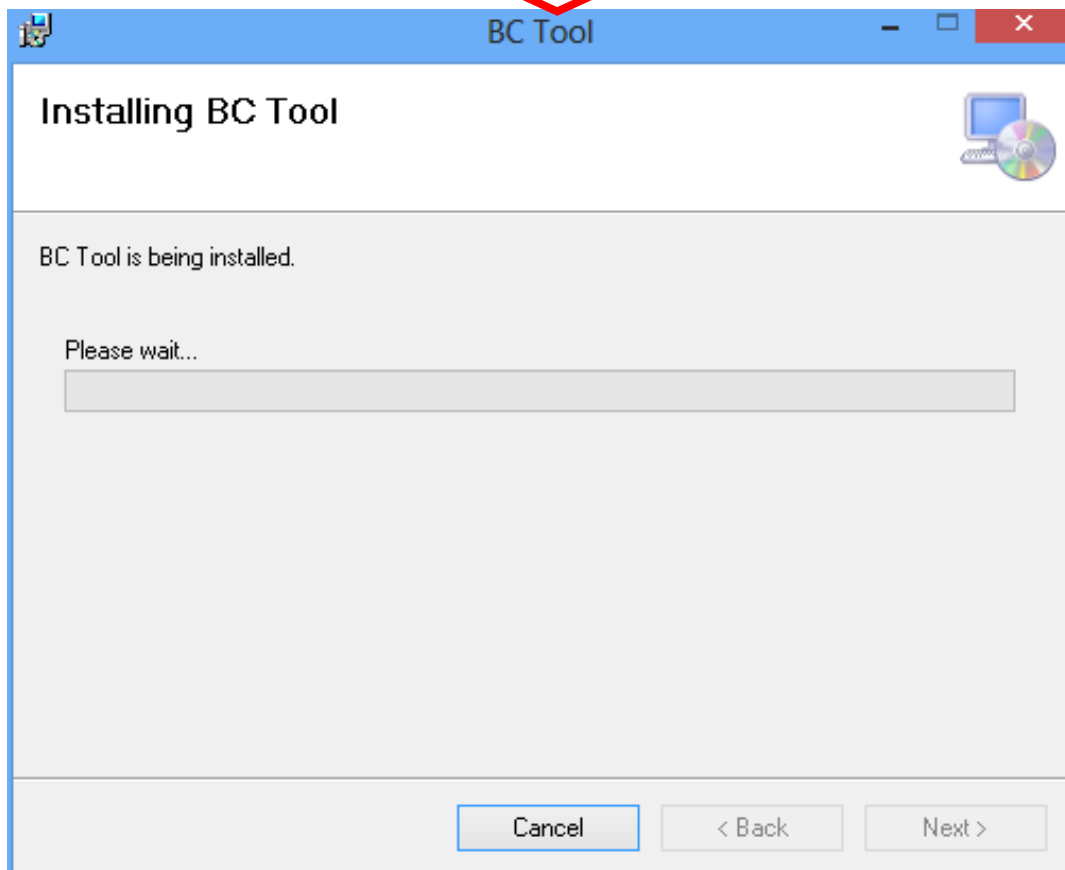 BC Tool
Installing BC Tool
BC Tool is being installed.
Please wait...
Cancel
< Back
Next >